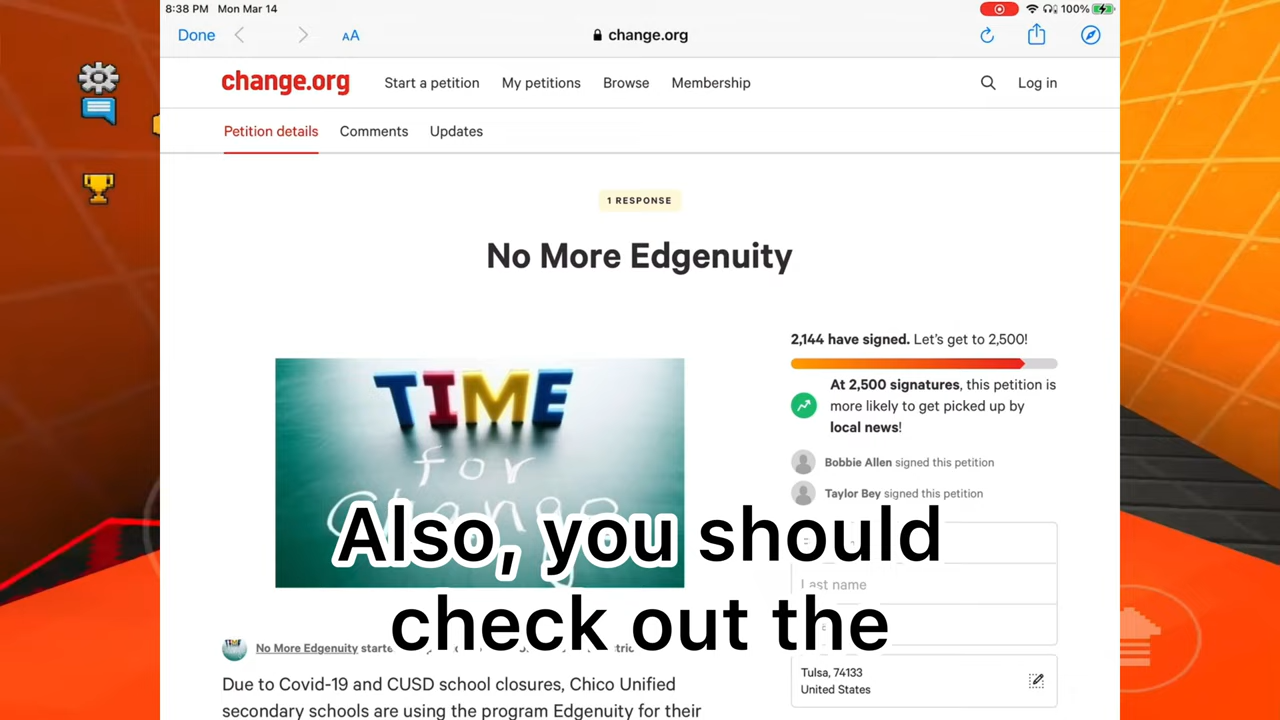 8:38 PM Mon Mar 14
100%
Done
AA
change.org
change.org
Start a petition
My petitions
Browse
Membership
Log in
Petition details
Comments
Updates
1 RESPONSE
No More Edgenuity
2,144 have signed. Let's get to 2,500!
At 2,500 signatures, this petition is
more likely to get picked up by
local news!
Bobbie Allen signed this petition
Taylor Bey signed this petition
TIME
for
Change
Also, you should
check out the
Last name
Tulsa, 74133
United States
No More Edgenuity
Due to Covid-19 and CUSD school closures, Chico Unified
secondary schools are using the program Edgenuity for their